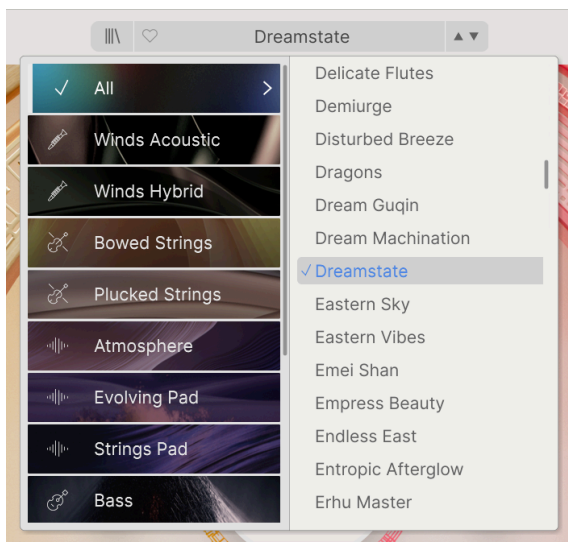 Dreamstate
All
Winds Acoustic
Winds Hybrid
Bowed Strings
Plucked Strings
Atmosphere
Evolving Pad
Strings Pad
Bass
Delicate Flutes
Demiurge
Disturbed Breeze
Dragons
Dream Guqin
Dream Machination
Dreamstate
Eastern Sky
Eastern Vibes
Emei Shan
Empress Beauty
Endless East
Entropic Afterglow
Erhu Master